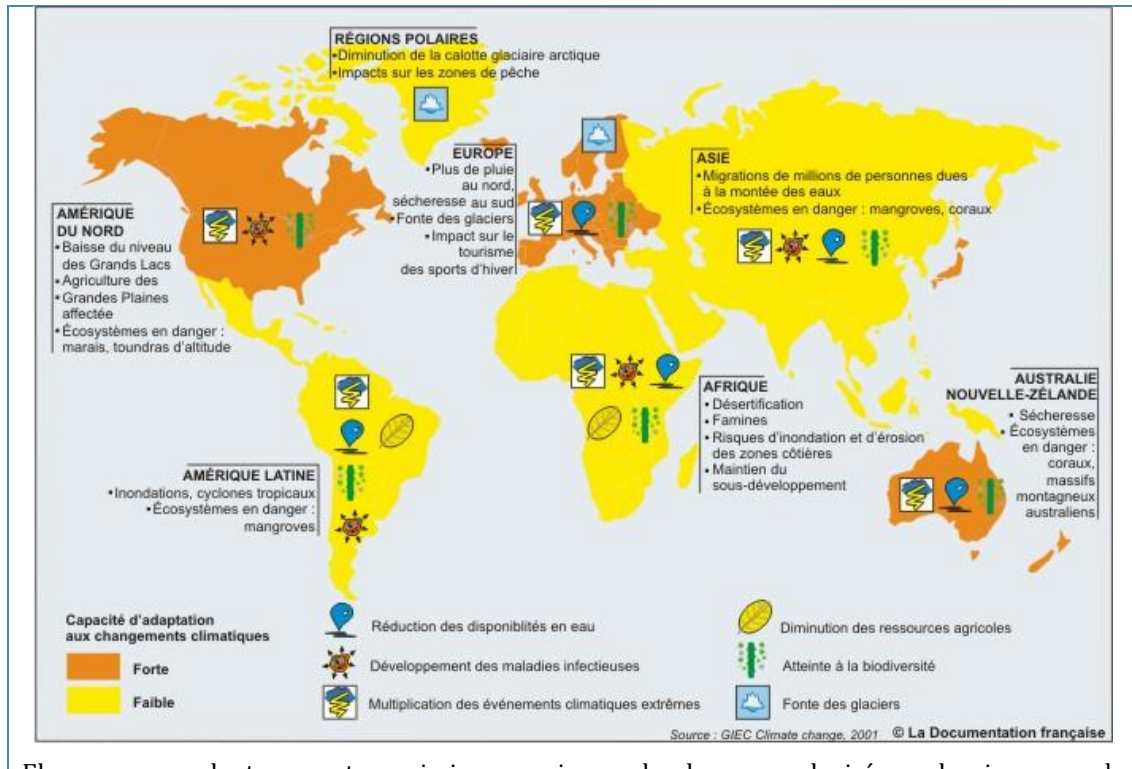 RÉGIONS POLAIRES
•Diminution de la calotte glaciaire arctique
•Impacts sur les zones de pêche
EUROPE
•Plus de pluie
au nord,
sécheresse au sud
•Fonte des glaciers
•Impact sur le
tourisme
des sports d'hiver
ASIE
•Migrations de millions de personnes dues
à la montée des eaux
•Écosystèmes en danger : mangroves, coraux
AMÉRIQUE
DU NORD
•Baisse du niveau
des Grands Lacs
•Agriculture des
•Grandes Plaines
affectée
•Écosystèmes en danger :
marais, toundras d'altitude
AFRIQUE
•Désertification
•Famines
•Risques d'inondation et d'érosion
des zones côtières
•Maintien du
sous-développement
AUSTRALIE
NOUVELLE-ZÉLANDE
•Sécheresse
•Écosystèmes
en danger :
coraux,
massifs
montagneux
australiens
AMÉRIQUE LATINE
•Inondations, cyclones tropicaux
•Écosystèmes en danger :
mangroves
Capacité d'adaptation
aux changements climatiques
Forte
Faible
Réduction des disponiblités en eau
Développement des maladies infectieuses
Multiplication des événements climatiques extrêmes
Diminution des ressources agricoles
Atteinte à la biodiversité
Fonte des glaciers
Source : GIEC Climate change, 2001 © La Documentation française